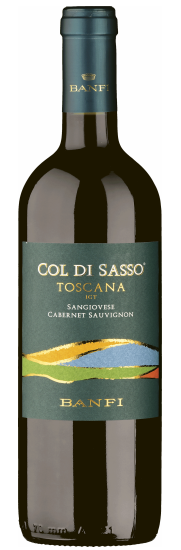 BANFI
COL DI SASSO®
TOSCANA
IGT
SANGIOVESE
CABERNET SAUVIGNON
BANFI